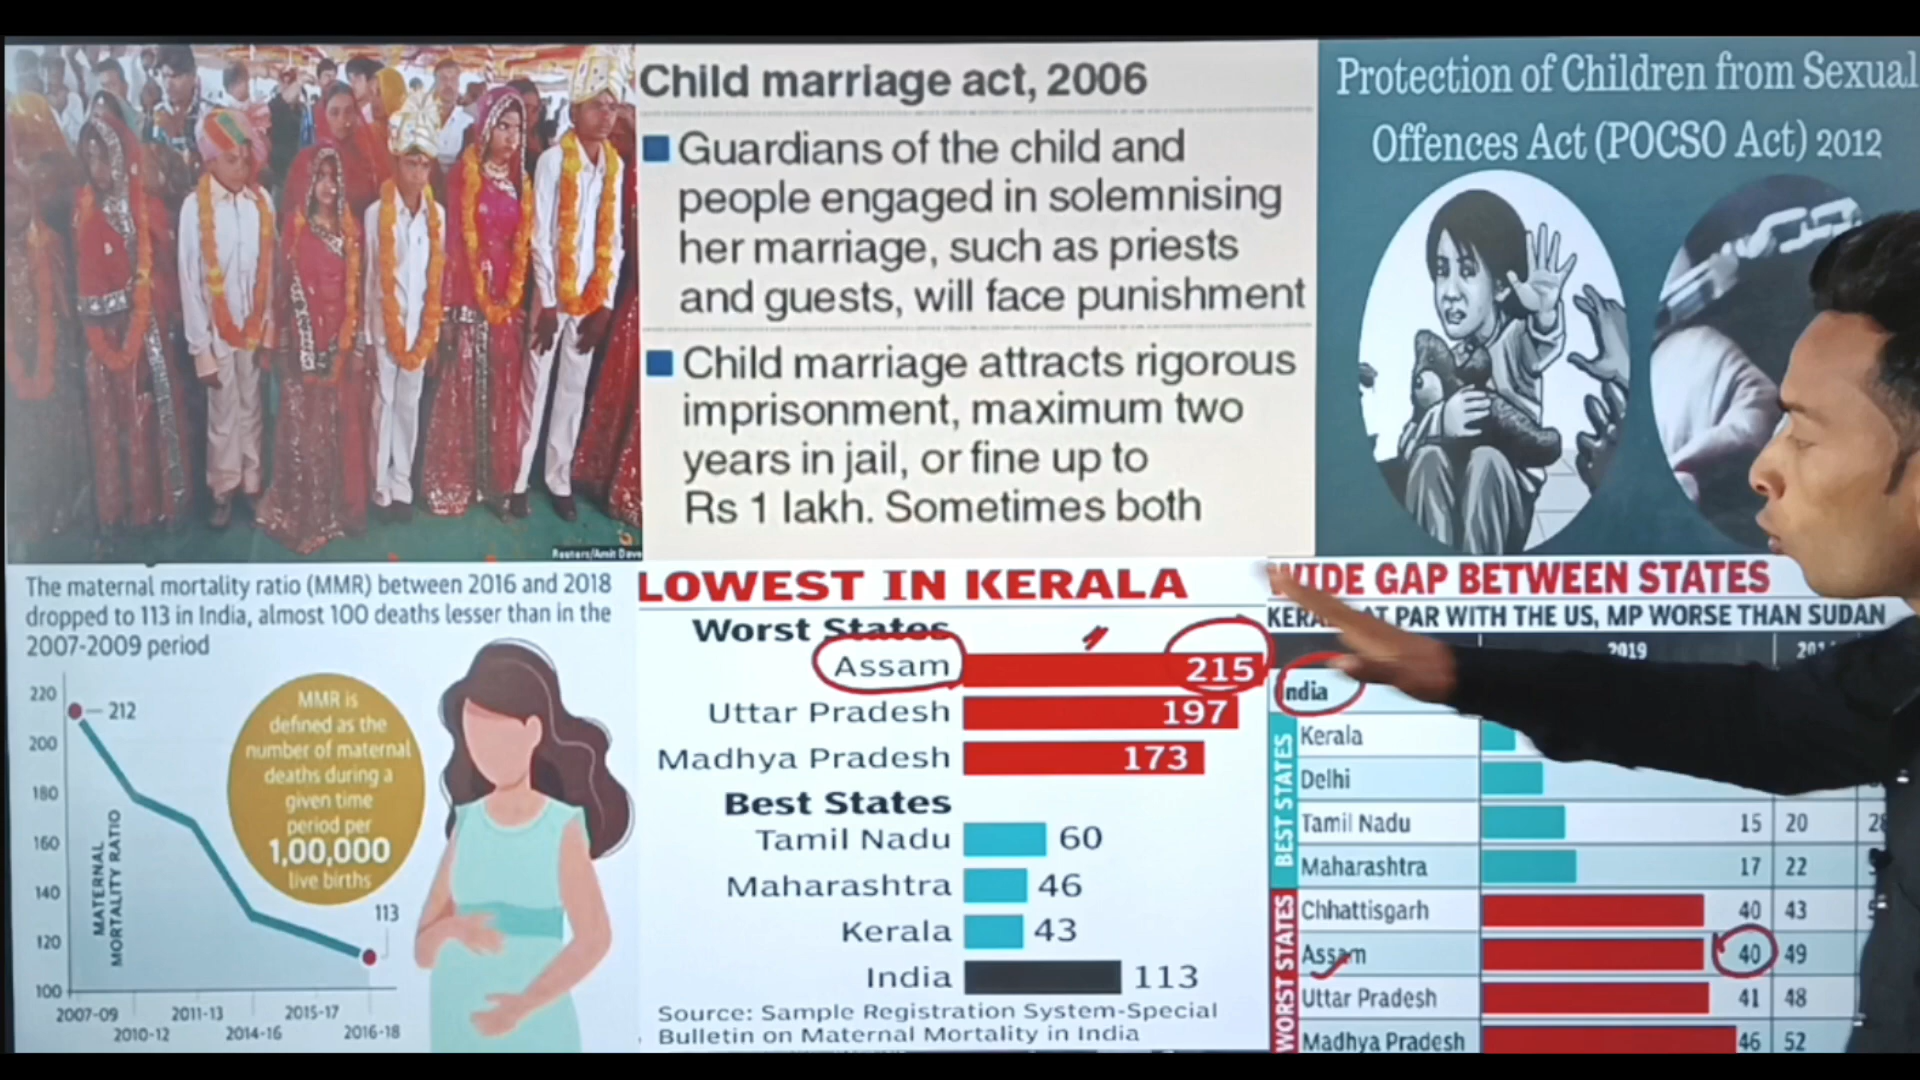 Child marriage act, 2006
Guardians of the child and
people engaged in solemnising
her marriage, such as priests
and guests, will face punishment
Child marriage attracts rigorous
imprisonment, maximum two
years in jail, or fine up to
Rs 1 lakh. Sometimes both
Protection of Children from Sexual
Offences Act (POCSO Act) 2012
Reuters/Amit Dave
The maternal mortality ratio (MMR) between 2016 and 2018
dropped to 113 in India, almost 100 deaths lesser than in the
2007-2009 period
220
200
180
160
140
120
100
212
113
MATERNAL
MORTALITY RATIO
MMR is
defined as the
number of maternal
deaths during a
given time
period per
1,00,000
live births
2007-09
2010-12
2011-13
2014-16
2015-17
2016-18
LOWEST IN KERALA
Worst States
Assam 215
Uttar Pradesh 197
Madhya Pradesh 173
Best States
Tamil Nadu 60
Maharashtra 46
Kerala 43
India 113
Source: Sample Registration System-Special
Bulletin on Maternal Mortality in India
WIDE GAP BETWEEN STATES
PAR WITH THE US, MP WORSE THAN SUDAN
2019
India
BEST STATES
Kerala
Delhi
Tamil Nadu 15 20 28
Maharashtra 17 22
WORST STATES
Chhattisgarh 40 43
Assam 40 49
Uttar Pradesh 41 48
Madhya Pradesh 46 52